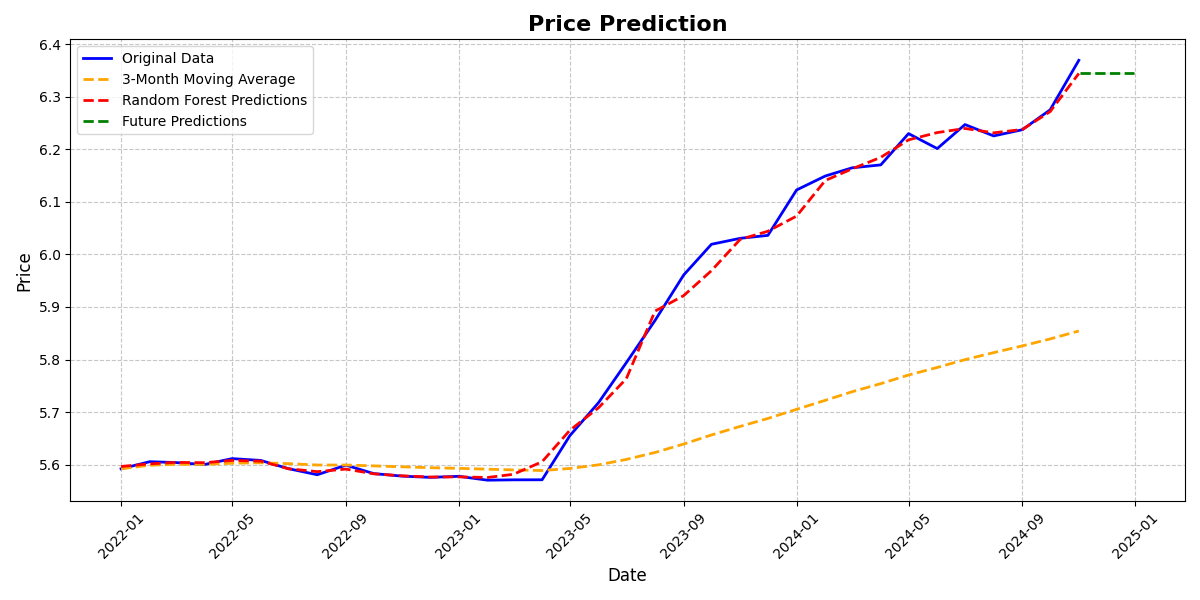 Price Prediction
Original Data
3-Month Moving Average
Random Forest Predictions
Future Predictions
Price
6.4
6.3
6.2
6.1
6.0
5.9
5.8
5.7
5.6
2022-01
2022-05
2022-09
2023-01
2023-05
2023-09
2024-01
2024-05
2024-09
2025-01
Date